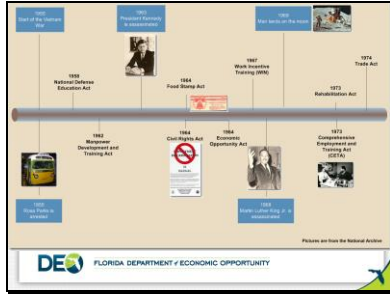 1955
Start of the Vietnam
War
1963
President Kennedy
is assassinated
1969
Man lands on the moon
1958
National Defense
Education Act
1964
Food Stamp Act
1967
Work Incentive
Training (WIN)
1974
Trade Act
1973
Rehabilitation Act
1962
Manpower
Development and
Training Act
1964
Civil Rights Act
1964
Economic
Opportunity Act
1973
Comprehensive
Employment and
Training Act
(CETA)
1955
Rosa Parks is
arrested
1968
Martin Luther King Jr. is
assassinated
Pictures are from the National Archive
DEO
FLORIDA DEPARTMENT of ECONOMIC OPPORTUNITY